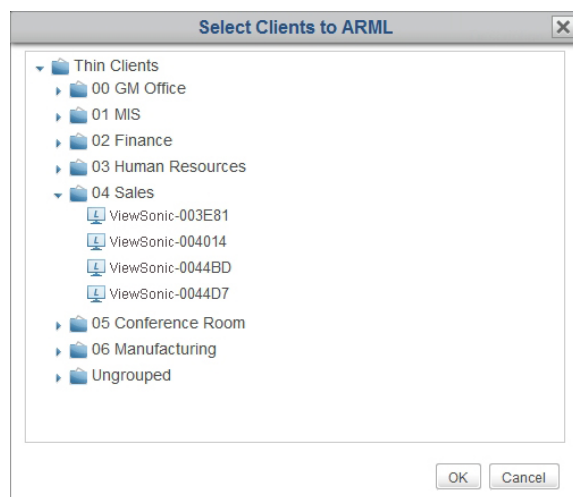 Select Clients to ARML
Thin Clients
00 GM Office
01 MIS
02 Finance
03 Human Resources
04 Sales
L ViewSonic-003E81
L ViewSonic-004014
L ViewSonic-0044BD
L ViewSonic-0044D7
05 Conference Room
06 Manufacturing
Ungrouped
OK Cancel